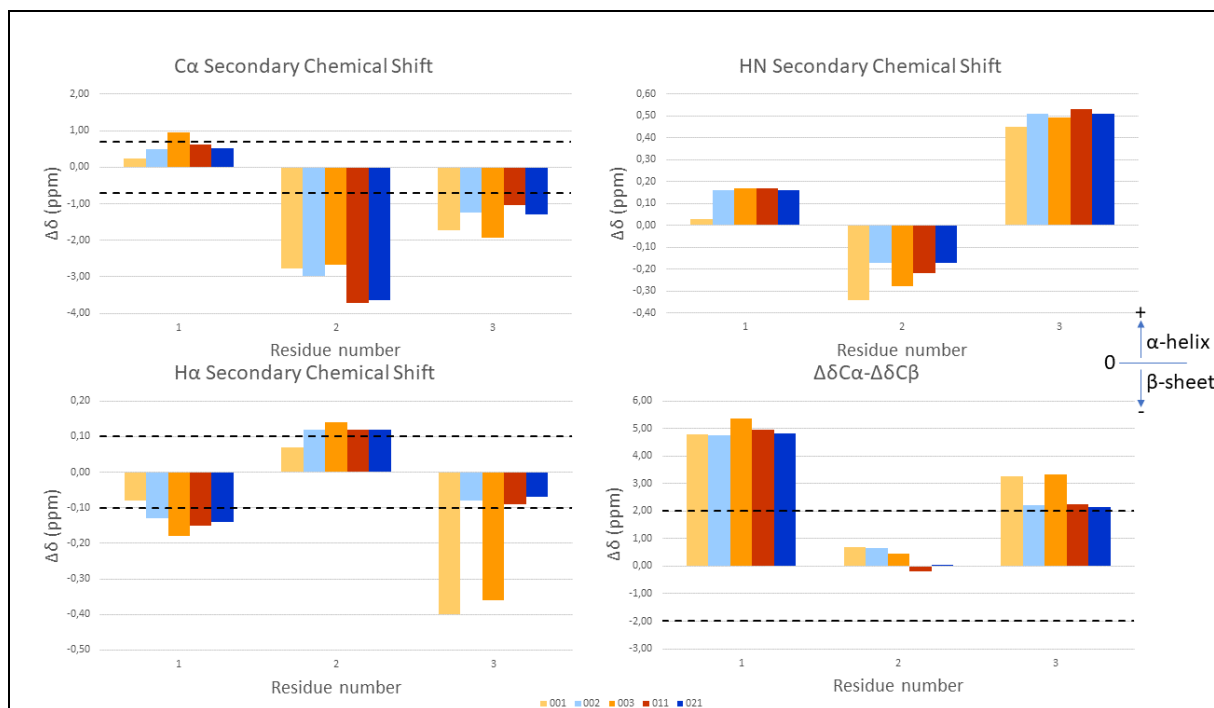 Cα Secondary Chemical Shift
2,00
1,00
0,00
-1,00
-2,00
-3,00
-4,00
Δδ (ppm)
1 2 3
Residue number
HN Secondary Chemical Shift
0,60
0,50
0,40
0,30
0,20
0,10
0,00
-0,10
-0,20
-0,30
-0,40
Δδ (ppm)
1 2 3
Residue number
+
α-helix
0
β-sheet
-
Hα Secondary Chemical Shift
0,20
0,10
0,00
-0,10
-0,20
-0,30
-0,40
-0,50
Δδ (ppm)
1 2 3
Residue number
ΔδCα-ΔδCβ
6,00
5,00
4,00
3,00
2,00
1,00
0,00
-1,00
-2,00
-3,00
Δδ (ppm)
1 2 3
Residue number
001 002 003 011 021